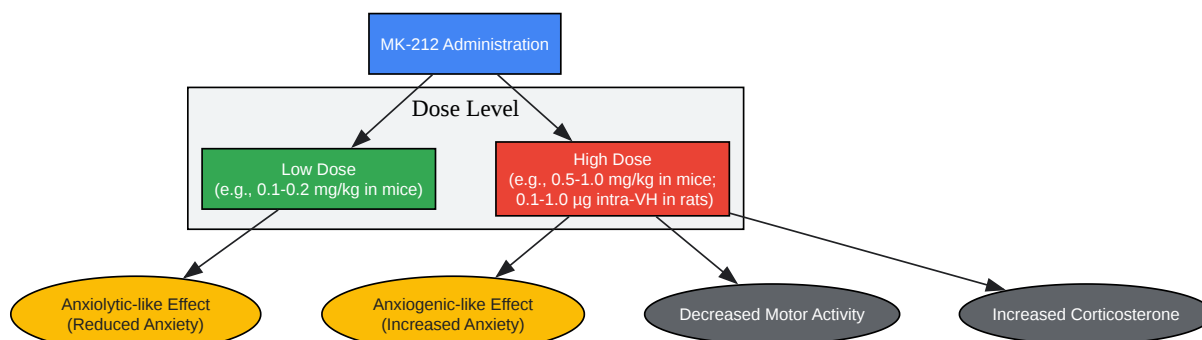 MK-212 Administration
Dose Level
Low Dose
(e.g., 0.1-0.2 mg/kg in mice)
High Dose
(e.g., 0.5-1.0 mg/kg in mice;
0.1-1.0 µg intra-VH in rats)
Anxiolytic-like Effect
(Reduced Anxiety)
Anxiogenic-like Effect
(Increased Anxiety)
Decreased Motor Activity
Increased Corticosterone